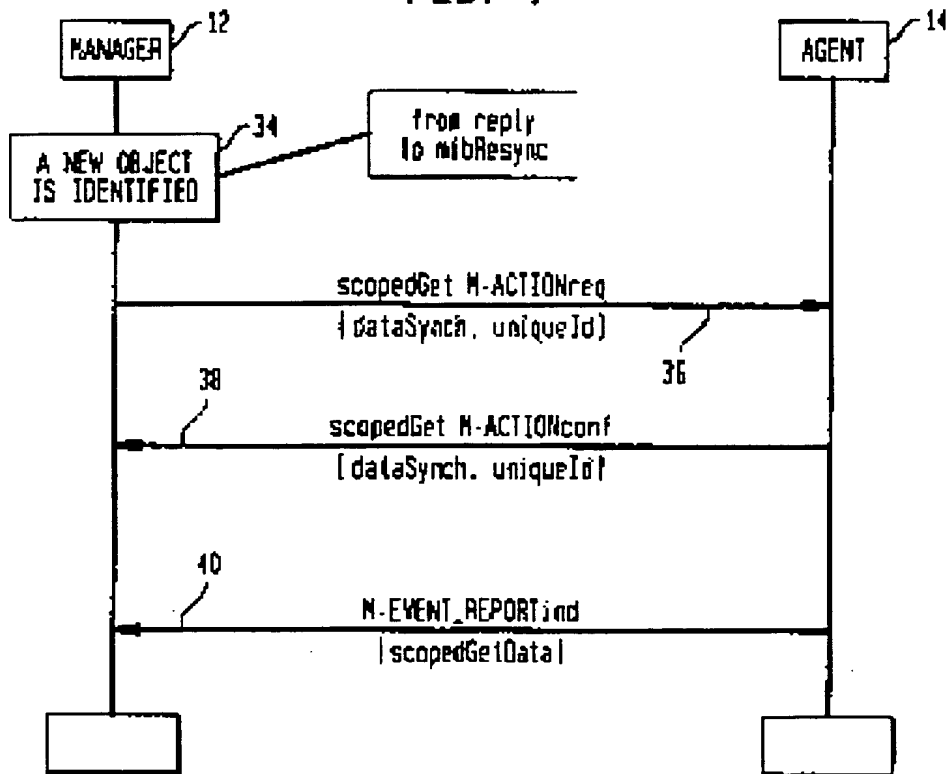 MANAGER
12
AGENT
14
34
A NEW OBJECT
IS IDENTIFIED
from reply
to mibResync
scopedGet M-ACTIONreq
(dataSynch, uniqueId)
36
38
scopedGet M-ACTIONconf
(dataSynch, uniqueId)
40
M-EVENT_REPORTind
(scopedGetData)